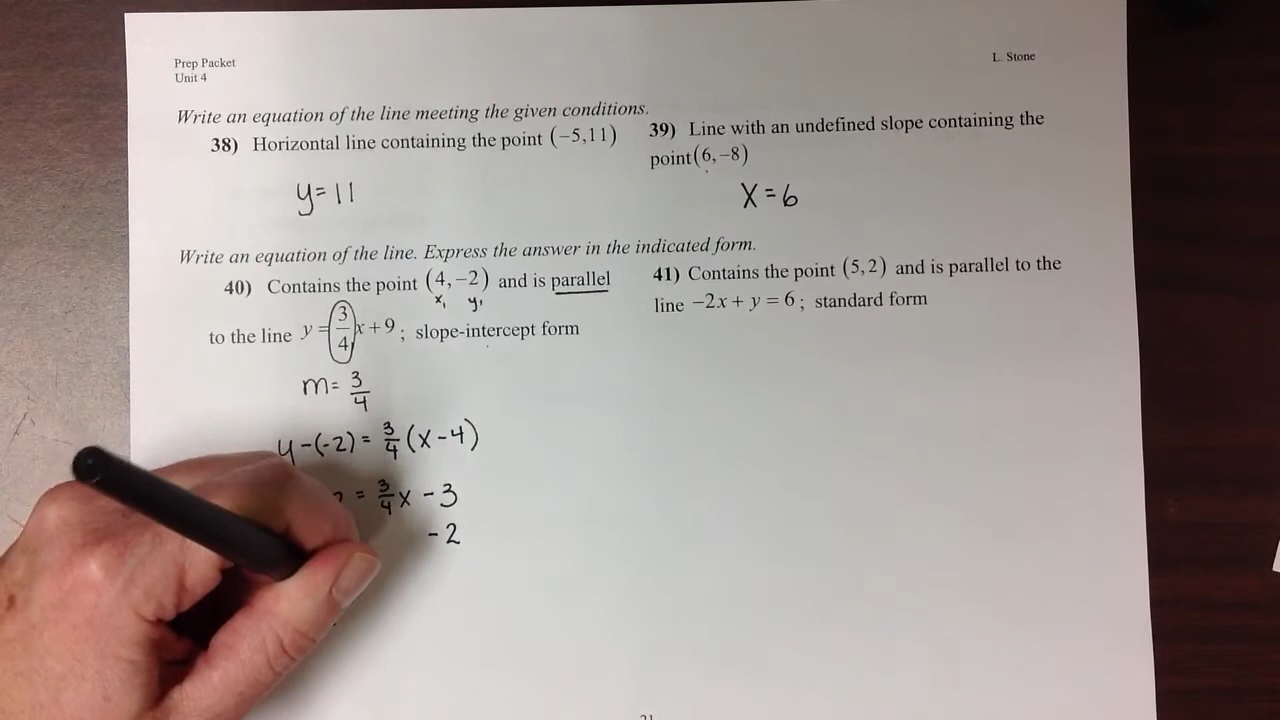 Prep Packet
L. Stone
Unit 4
Write an equation of the line meeting the given conditions.
38) Horizontal line containing the point (−5,11)
y = 11
39) Line with an undefined slope containing the
point (6,−8)
x = 6
Write an equation of the line. Express the answer in the indicated form.
40) Contains the point (4,−2) and is parallel
x₁ y₁
to the line y = 3/4 x + 9 ; slope-intercept form
m = 3/4
y − (−2) = 3/4 (x − 4)
= 3/4 x − 3
− 2
41) Contains the point (5,2) and is parallel to the
line −2x + y = 6 ; standard form